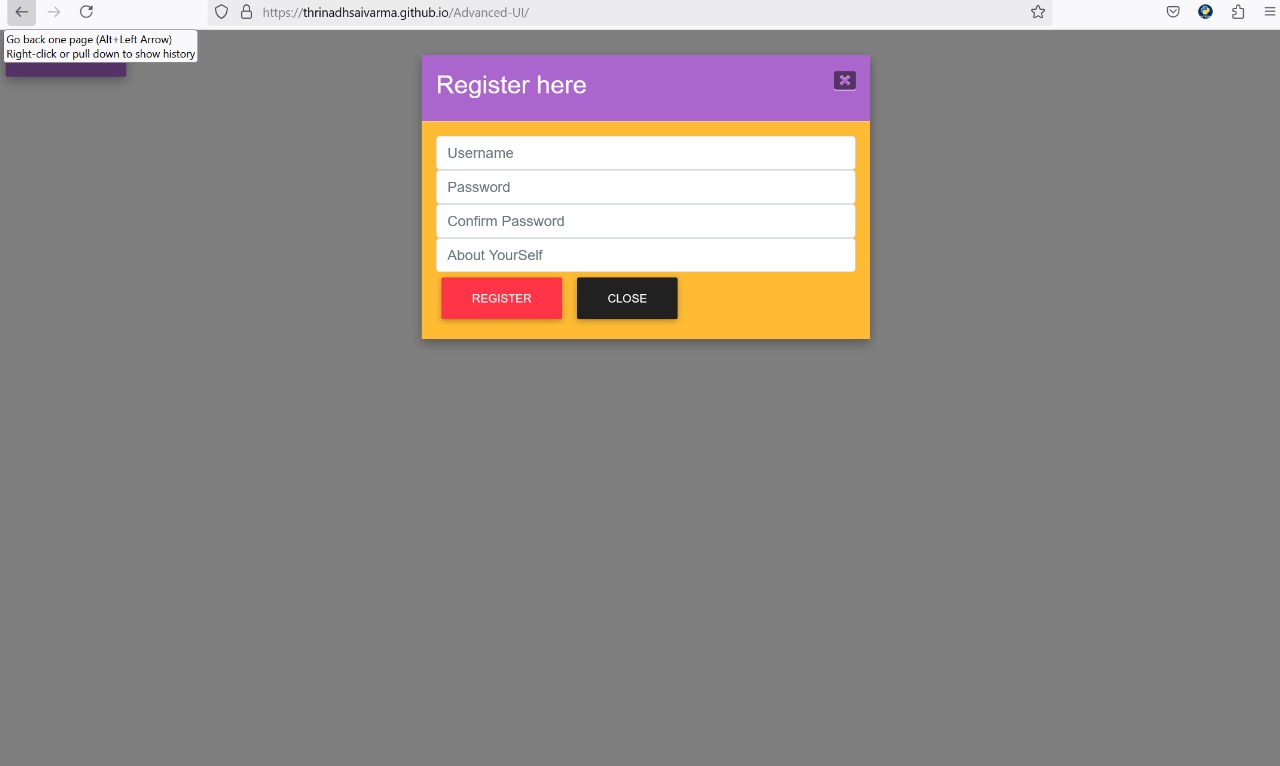 https://thrinadhsaivarma.github.io/Advanced-UI/
Go back one page (Alt+Left Arrow)
Right-click or pull down to show history
Register here
Username
Password
Confirm Password
About YourSelf
REGISTER CLOSE